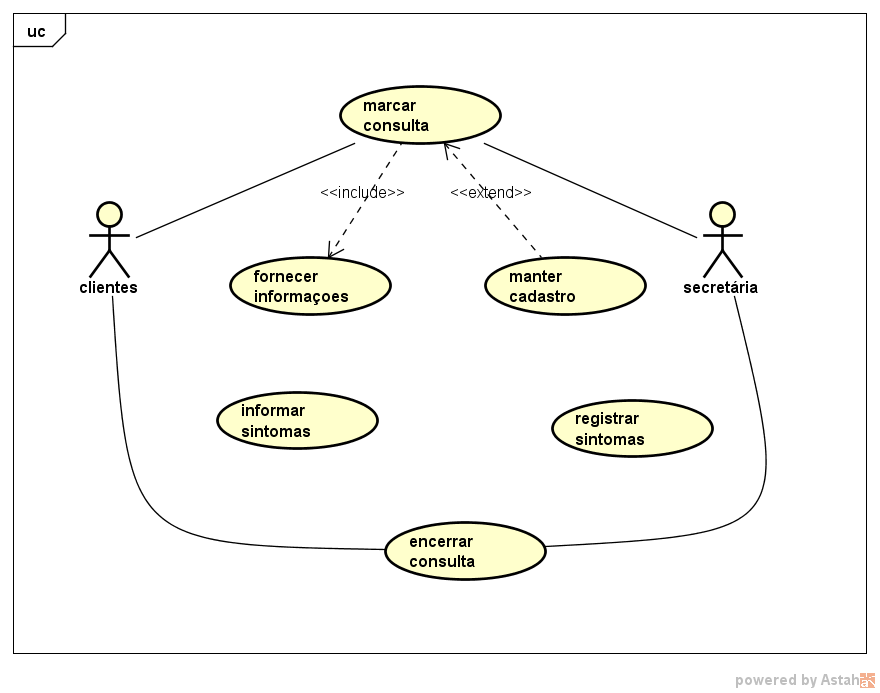 uc
marcar
consulta
<<include>>
<<extend>>
clientes
fornecer
informaçoes
manter
cadastro
secretária
informar
sintomas
registrar
sintomas
encerrar
consulta
powered by Astah